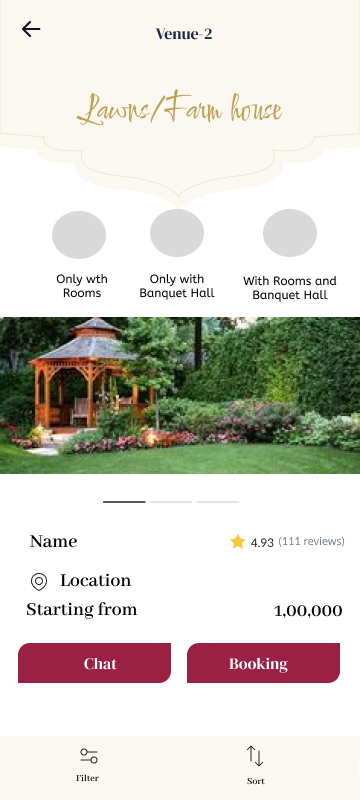 Venue-2
Lawns/Farm house
Only wth
Rooms
Only with
Banquet Hall
With Rooms and
Banquet Hall
Name
4.93 (111 reviews)
Location
Starting from
1,00,000
Chat
Booking
Filter
Sort